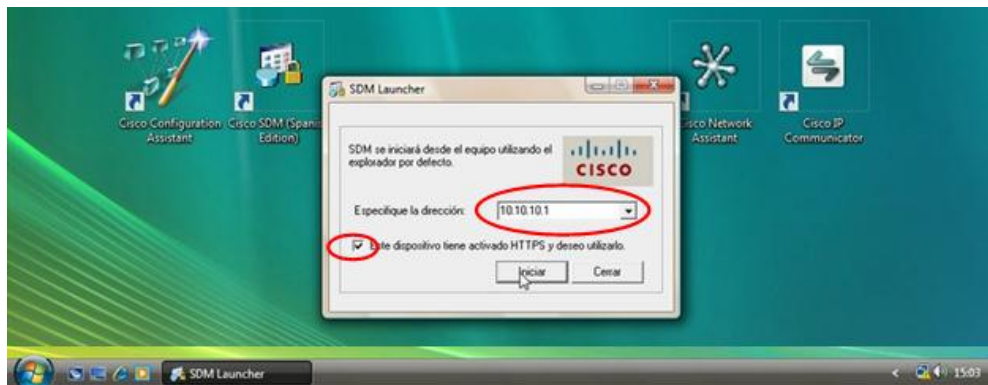 Cisco Configuration
Assistant
Cisco SDM (Spanis
Edition)
SDM Launcher
SDM se iniciará desde el equipo utilizando el
explorador por defecto.
CISCO
Especifique la dirección:
10.10.10.1
Este dispositivo tiene activado HTTPS y deseo utilizarlo.
Iniciar
Cerrar
isco Network
Assistant
Cisco IP
Communicator
SDM Launcher
15:03